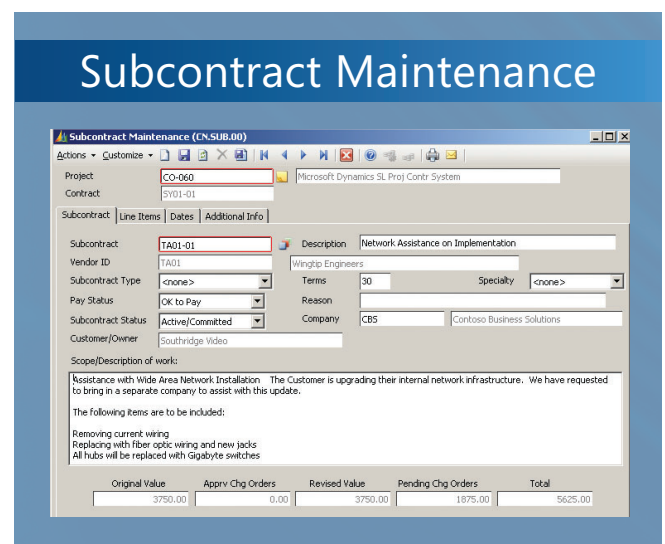 Subcontract Maintenance
Subcontract Maintenance (CN.SUB.00)
Actions Customize
Project CO-060 Microsoft Dynamics SL Proj Contr System
Contract SY01-01
Subcontract Line Items Dates Additional Info
Subcontract TA01-01 Description Network Assistance on Implementation
Vendor ID TA01 Wingtip Engineers
Subcontract Type <none> Terms 30 Specialty <none>
Pay Status OK to Pay Reason
Subcontract Status Active/Committed Company CBS Contoso Business Solutions
Customer/Owner Southridge Video
Scope/Description of work:
Assistance with Wide Area Network Installation The Customer is upgrading their internal network infrastructure. We have requested
to bring in a separate company to assist with this update.
The following items are to be included:
Removing current wiring
Replacing with fiber optic wiring and new jacks
All hubs will be replaced with Gigabyte switches
Original Value Apprv Chg Orders Revised Value Pending Chg Orders Total
3750.00 0.00 3750.00 1875.00 5625.00